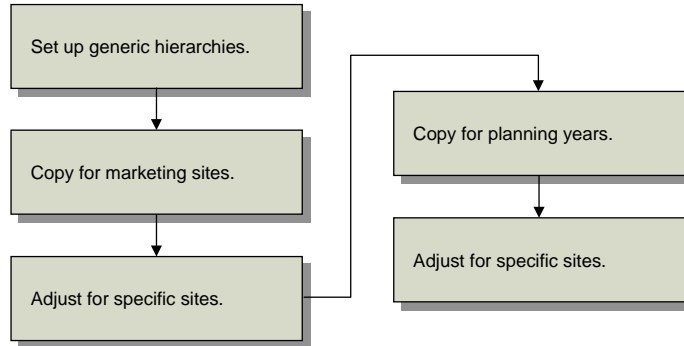 Set up generic hierarchies.
Copy for marketing sites.
Adjust for specific sites.
Copy for planning years.
Adjust for specific sites.